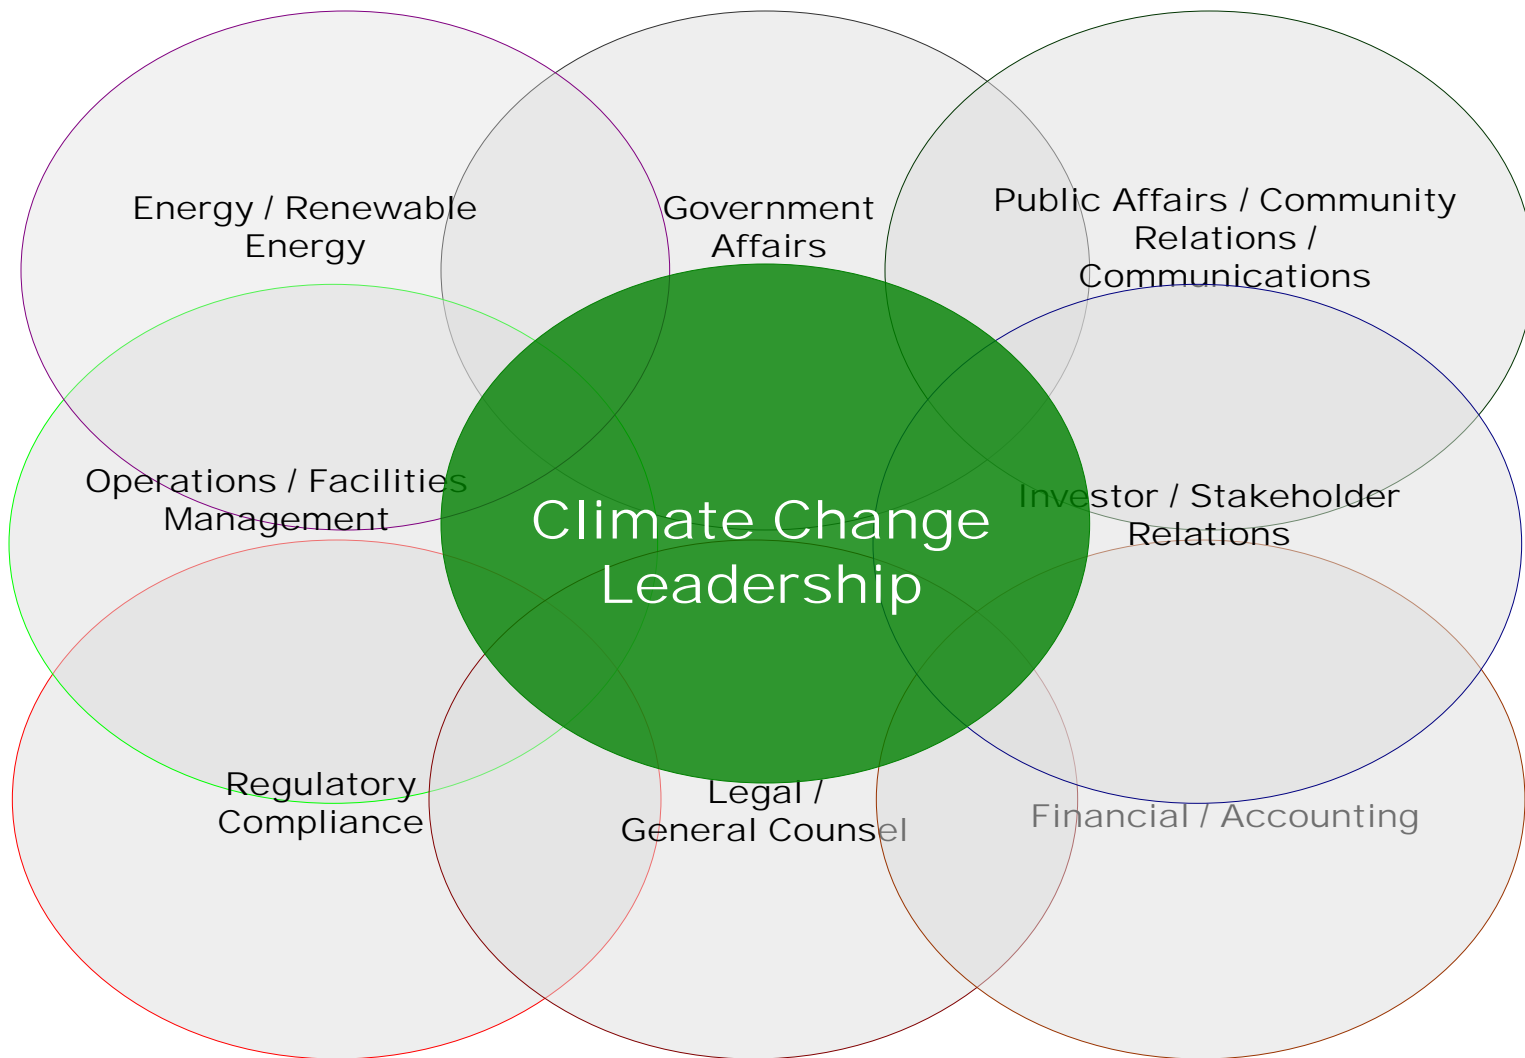 Energy / Renewable
Energy
Government
Affairs
Public Affairs / Community
Relations /
Communications
Operations / Facilities
Management
Climate Change
Leadership
Investor / Stakeholder
Relations
Regulatory
Compliance
Legal /
General Counsel
Financial / Accounting